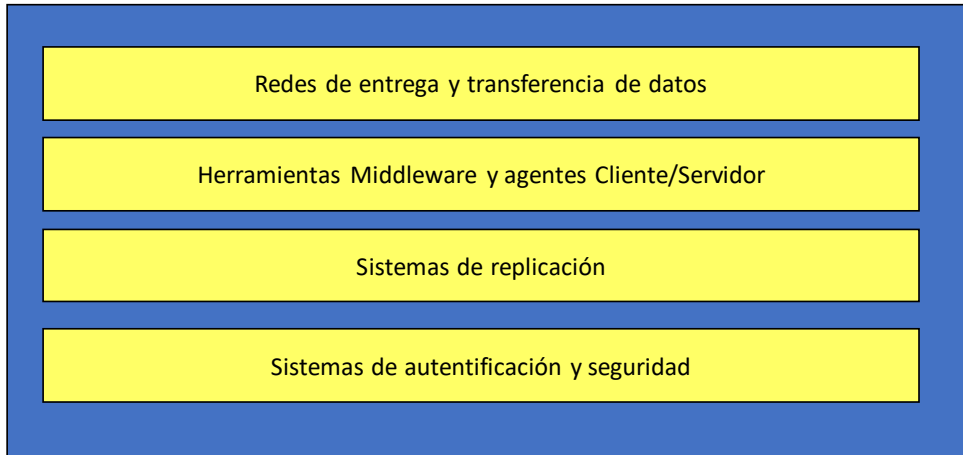 Redes de entrega y transferencia de datos
Herramientas Middleware y agentes Cliente/Servidor
Sistemas de replicación
Sistemas de autentificación y seguridad